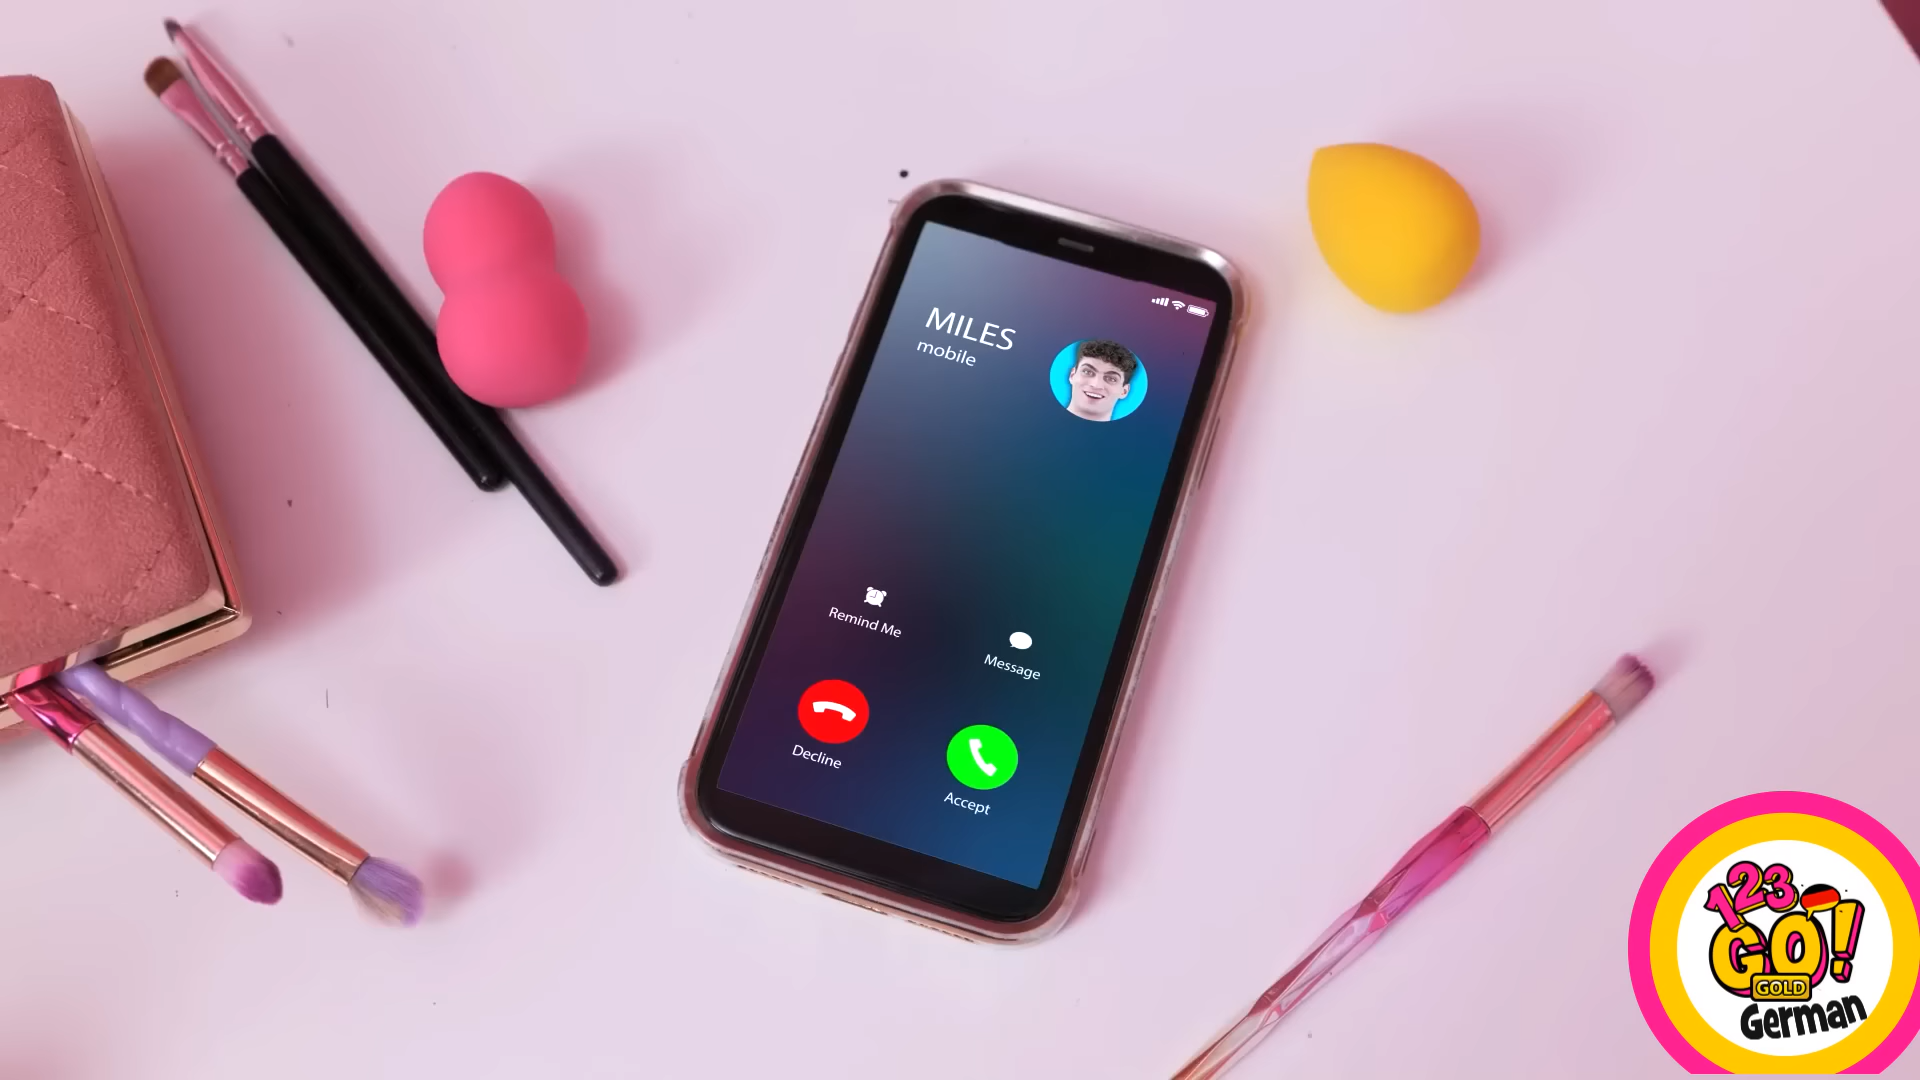 MILES
mobile
Remind Me
Message
Decline
Accept
123
GO!
GOLD
German